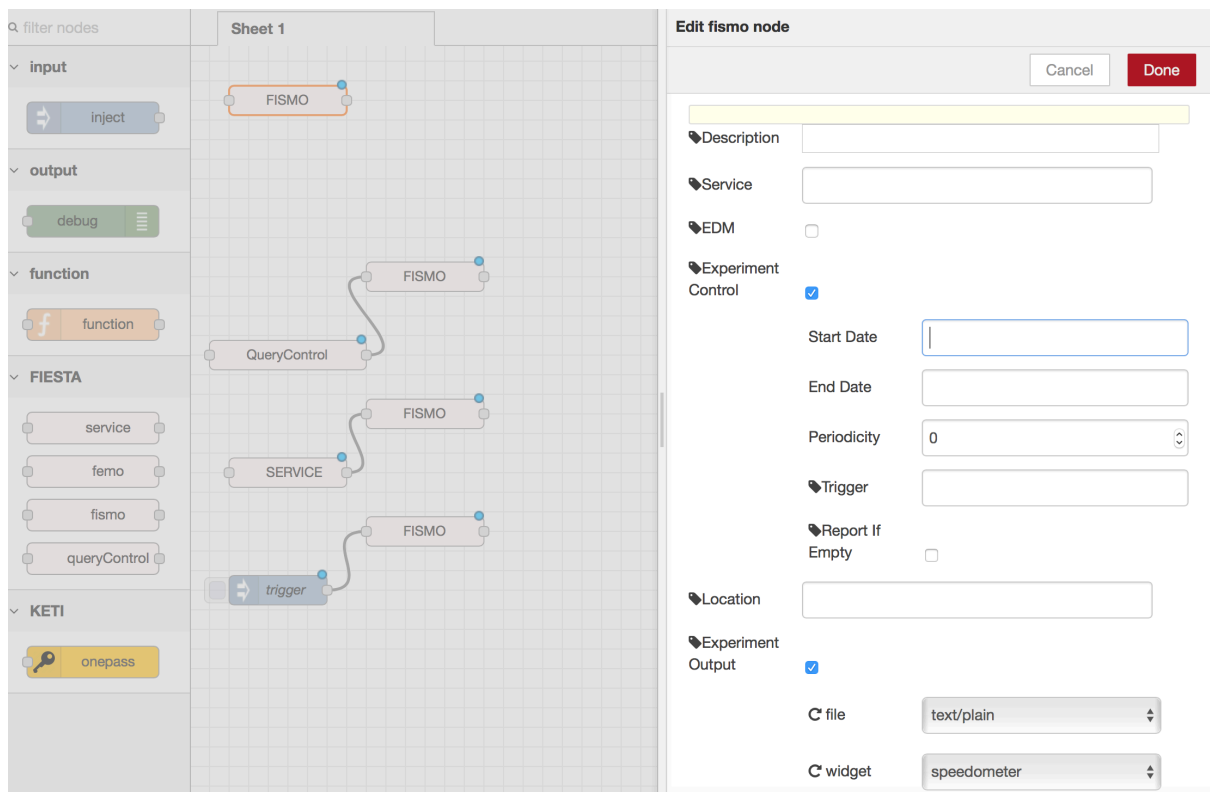 filter nodes
input
inject
output
debug
function
function
FIESTA
service
femo
fismo
queryControl
KETI
onepass
Sheet 1
FISMO
FISMO
QueryControl
FISMO
SERVICE
FISMO
trigger
Edit fismo node
Cancel
Done
Description
Service
EDM
Experiment
Control
Start Date
End Date
Periodicity
0
Trigger
Report If
Empty
Location
Experiment
Output
file
text/plain
widget
speedometer